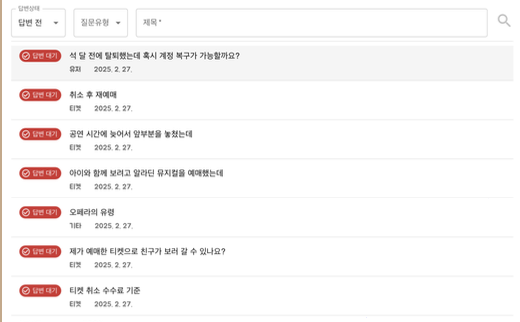 답변상태
답변 전
질문유형
제목 *
답변 대기 석 달 전에 탈퇴했는데 혹시 계정 복구가 가능할까요?
유저 2025. 2. 27.
답변 대기 취소 후 재예매
티켓 2025. 2. 27.
답변 대기 공연 시간에 늦어서 앞부분을 놓쳤는데
티켓 2025. 2. 27.
답변 대기 아이와 함께 보려고 알라딘 뮤지컬을 예매했는데
티켓 2025. 2. 27.
답변 대기 오페라의 유령
기타 2025. 2. 27.
답변 대기 제가 예매한 티켓으로 친구가 보러 갈 수 있나요?
티켓 2025. 2. 27.
답변 대기 티켓 취소 수수료 기준
티켓 2025. 2. 27.